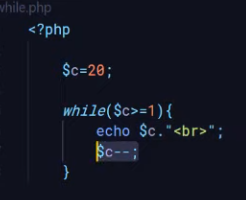 while.php
<?php
$c=20;
while($c>=1){
echo $c."<br>";
$c--;
}